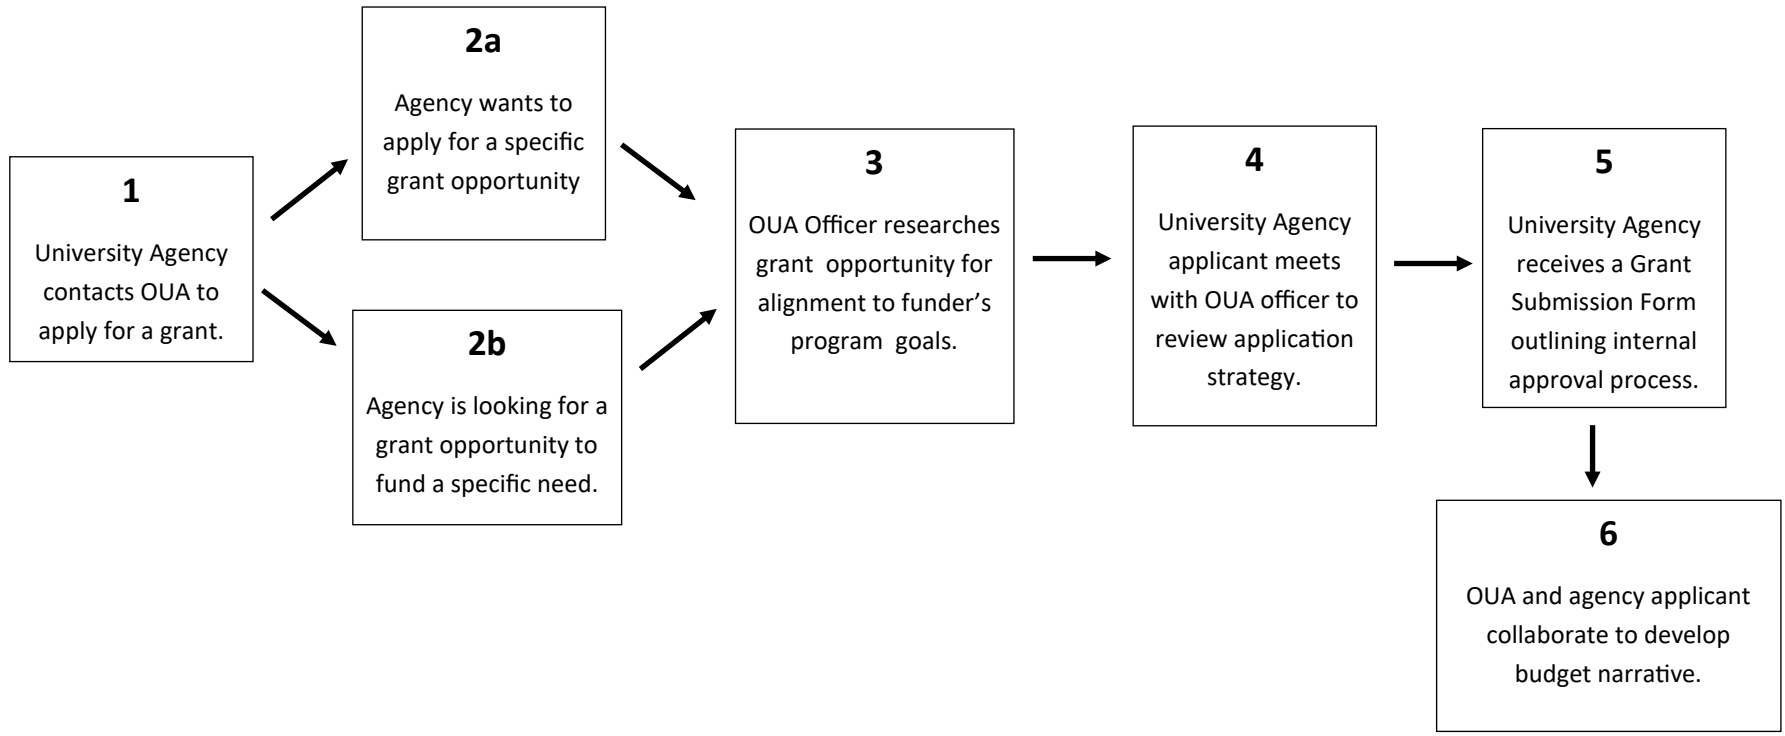 1
University Agency
contacts OUA to
apply for a grant.
2a
Agency wants to
apply for a specific
grant opportunity
2b
Agency is looking for a
grant opportunity to
fund a specific need.
3
OUA Officer researches
grant opportunity for
alignment to funder’s
program goals.
4
University Agency
applicant meets
with OUA officer to
review application
strategy.
5
University Agency
receives a Grant
Submission Form
outlining internal
approval process.
6
OUA and agency applicant
collaborate to develop
budget narrative.